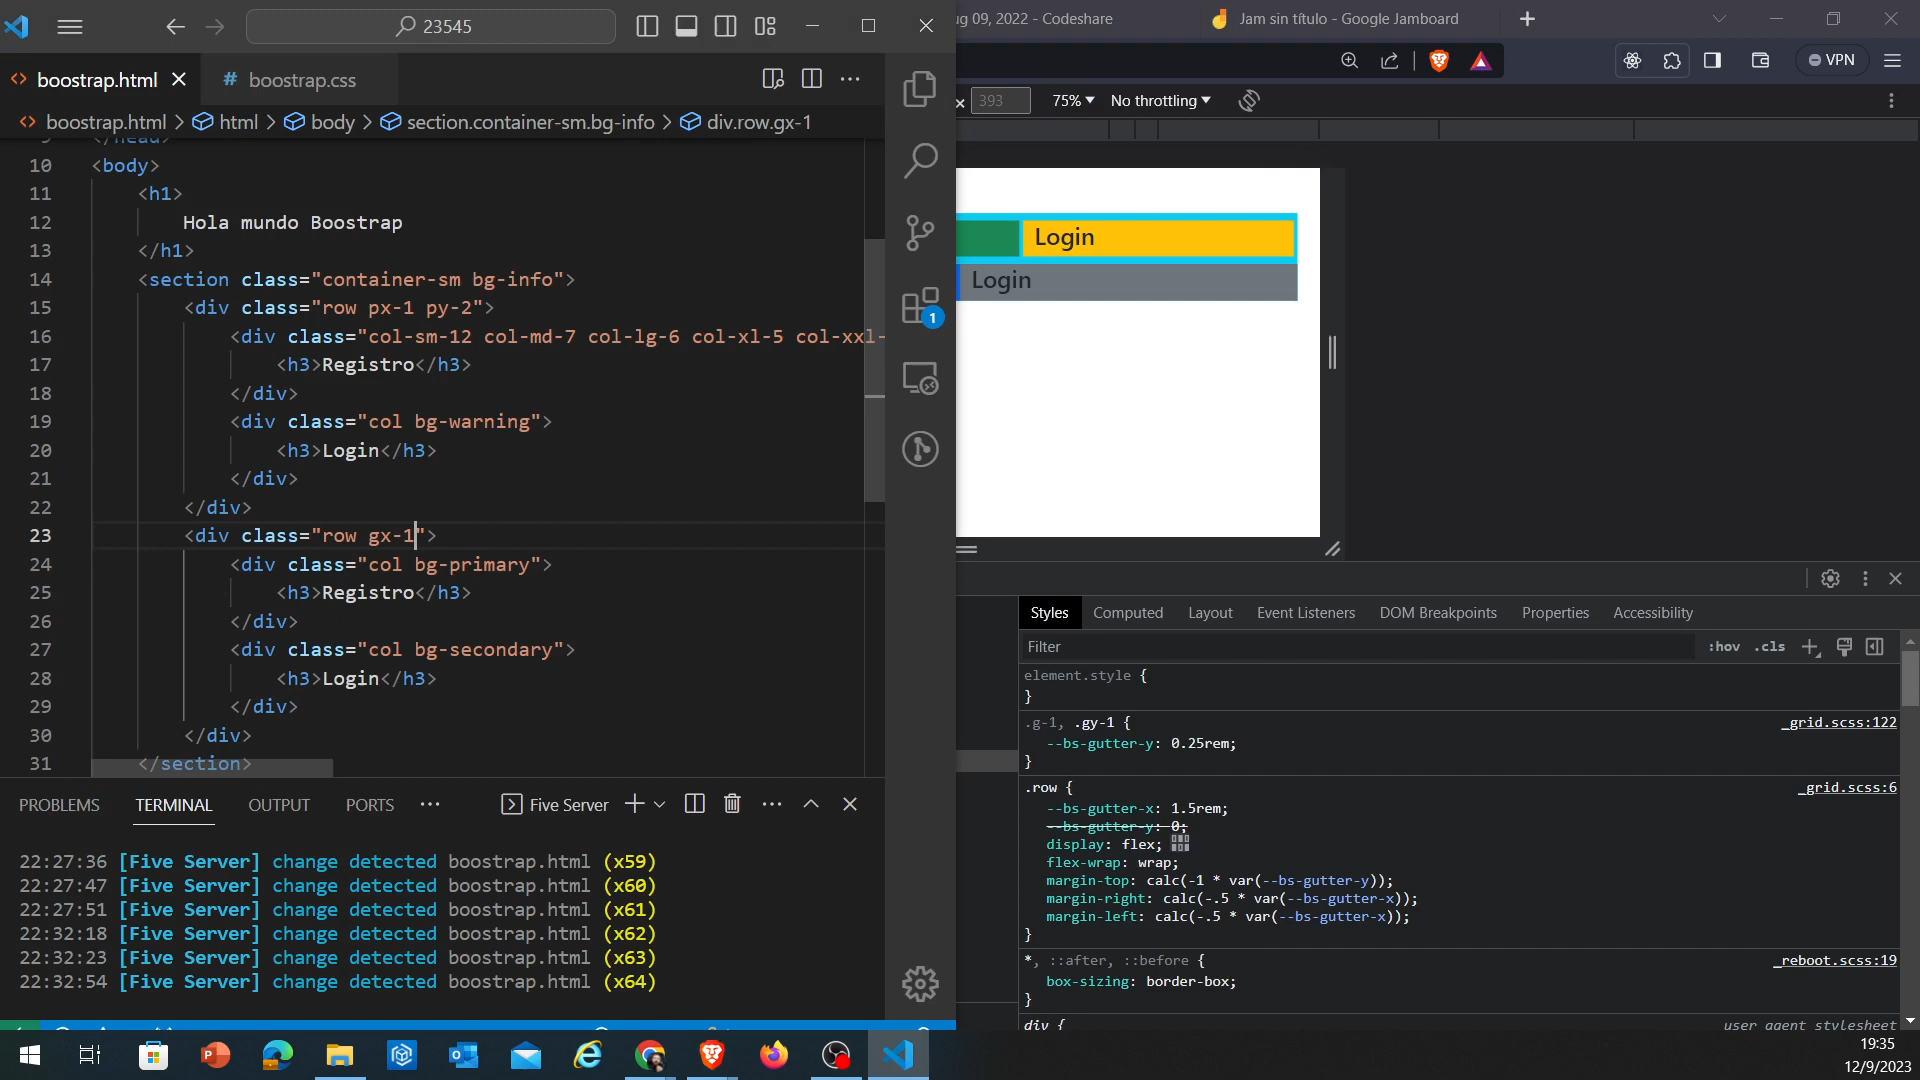 23545
ug 09, 2022 - Codeshare
Jam sin título - Google Jamboard
boostrap.html
# boostrap.css
VPN
393
75%
No throttling
boostrap.html > html > body > section.container-sm.bg-info > div.row.gx-1
10 <body>
11 <h1>
12 Hola mundo Boostrap
13 </h1>
14 <section class="container-sm bg-info">
15 <div class="row px-1 py-2">
16 <div class="col-sm-12 col-md-7 col-lg-6 col-xl-5 col-xxl-
17 <h3>Registro</h3>
18 </div>
19 <div class="col bg-warning">
20 <h3>Login</h3>
21 </div>
22 </div>
23 <div class="row gx-1">
24 <div class="col bg-primary">
25 <h3>Registro</h3>
26 </div>
27 <div class="col bg-secondary">
28 <h3>Login</h3>
29 </div>
30 </div>
31 </section>
1
Login
Login
PROBLEMS TERMINAL OUTPUT PORTS
Five Server
22:27:36 [Five Server] change detected boostrap.html (x59)
22:27:47 [Five Server] change detected boostrap.html (x60)
22:27:51 [Five Server] change detected boostrap.html (x61)
22:32:18 [Five Server] change detected boostrap.html (x62)
22:32:23 [Five Server] change detected boostrap.html (x63)
22:32:54 [Five Server] change detected boostrap.html (x64)
Styles Computed Layout Event Listeners DOM Breakpoints Properties Accessibility
Filter
:hov .cls
element.style {
}
.g-1, .gy-1 {
_grid.scss:122
--bs-gutter-y: 0.25rem;
}
.row {
_grid.scss:6
--bs-gutter-x: 1.5rem;
--bs-gutter-y: 0;
display: flex;
flex-wrap: wrap;
margin-top: calc(-1 * var(--bs-gutter-y));
margin-right: calc(-.5 * var(--bs-gutter-x));
margin-left: calc(-.5 * var(--bs-gutter-x));
}
*, ::after, ::before {
_reboot.scss:19
box-sizing: border-box;
}
div {
user agent stylesheet
19:35
12/9/2023